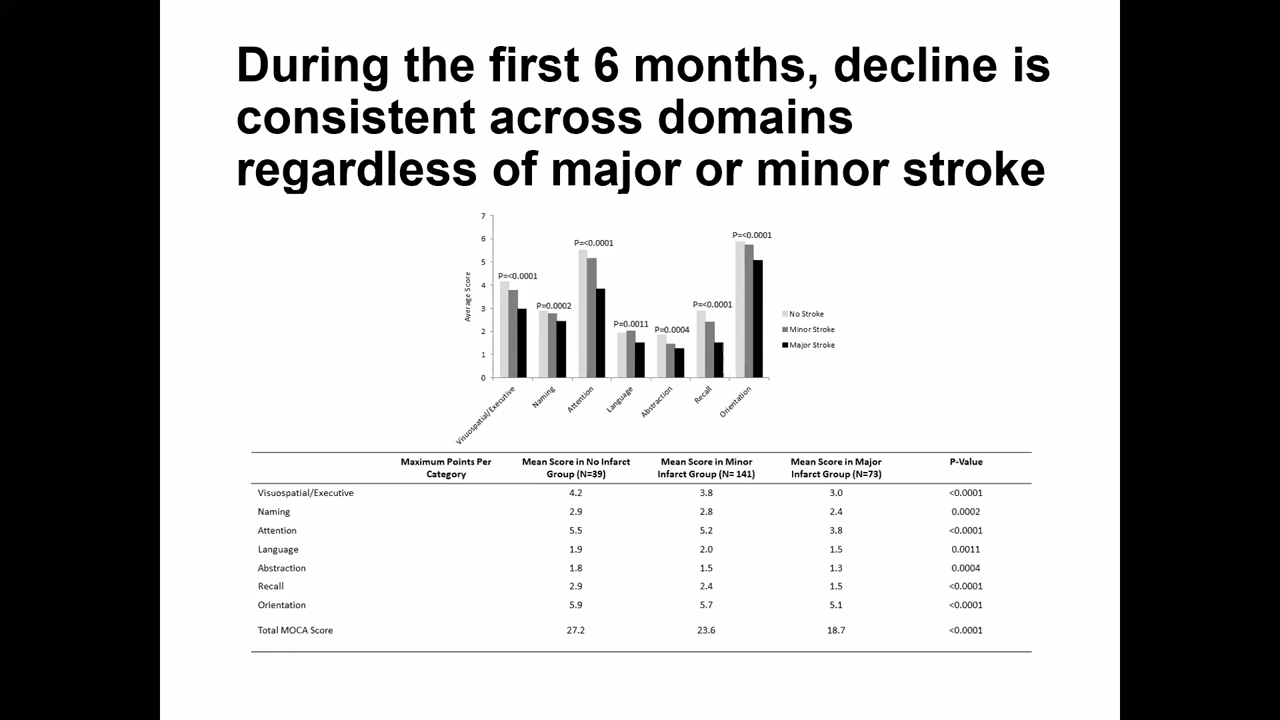 During the first 6 months, decline is
consistent across domains
regardless of major or minor stroke
7
6
5
4
3
2
1
0
Average Score
P=<0.0001
P=0.0002
P=<0.0001
P=0.0011
P=0.0004
P=<0.0001
P=<0.0001
Visuospatial/Executive
Naming
Attention
Language
Abstraction
Recall
Orientation
No Stroke
Minor Stroke
Major Stroke
Maximum Points Per Category Mean Score in No Infarct Group (N=39) Mean Score in Minor Infarct Group (N= 141) Mean Score in Major Infarct Group (N=73) P-Value
Visuospatial/Executive 4.2 3.8 3.0 <0.0001
Naming 2.9 2.8 2.4 0.0002
Attention 5.5 5.2 3.8 <0.0001
Language 1.9 2.0 1.5 0.0011
Abstraction 1.8 1.5 1.3 0.0004
Recall 2.9 2.4 1.5 <0.0001
Orientation 5.9 5.7 5.1 <0.0001
Total MOCA Score 27.2 23.6 18.7 <0.0001